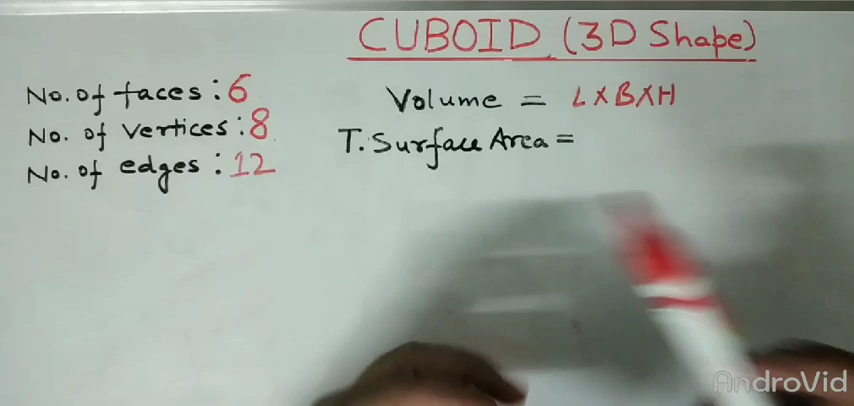 CUBOID (3D Shape)
No. of faces : 6
No. of vertices : 8
No. of edges : 12
Volume = L X B X H
T. Surface Area =
AndroVid